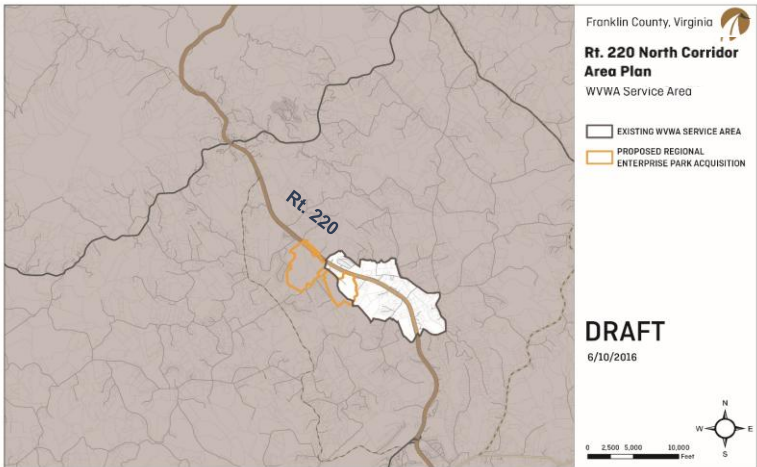 Franklin County, Virginia
Rt. 220 North Corridor
Area Plan
WVWA Service Area
EXISTING WVWA SERVICE AREA
PROPOSED REGIONAL
ENTERPRISE PARK ACQUISITION
Rt. 220
DRAFT
6/10/2016
N
W
E
S
0 2,500 5,000 10,000
Feet